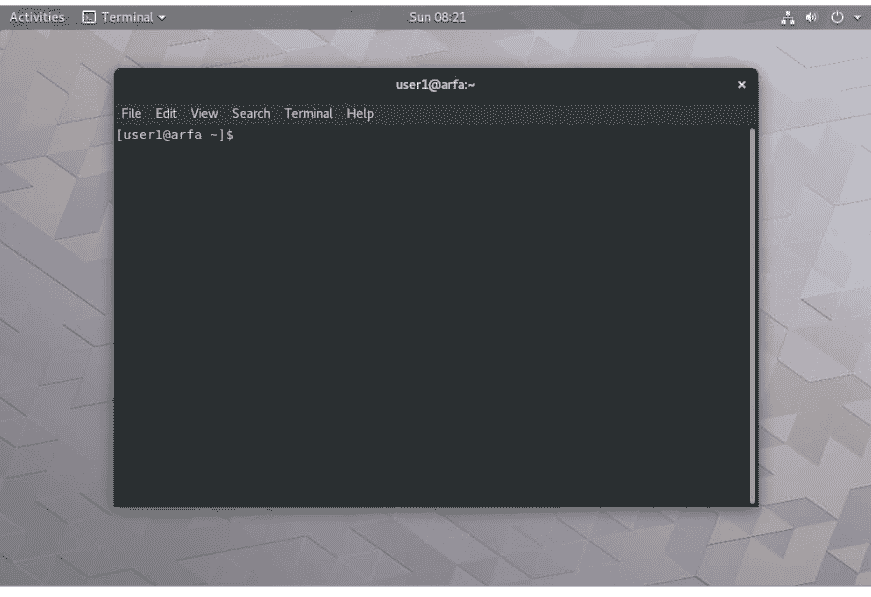 Activities Terminal Sun 08:21
user1@arfa:~
File Edit View Search Terminal Help
[user1@arfa ~]$